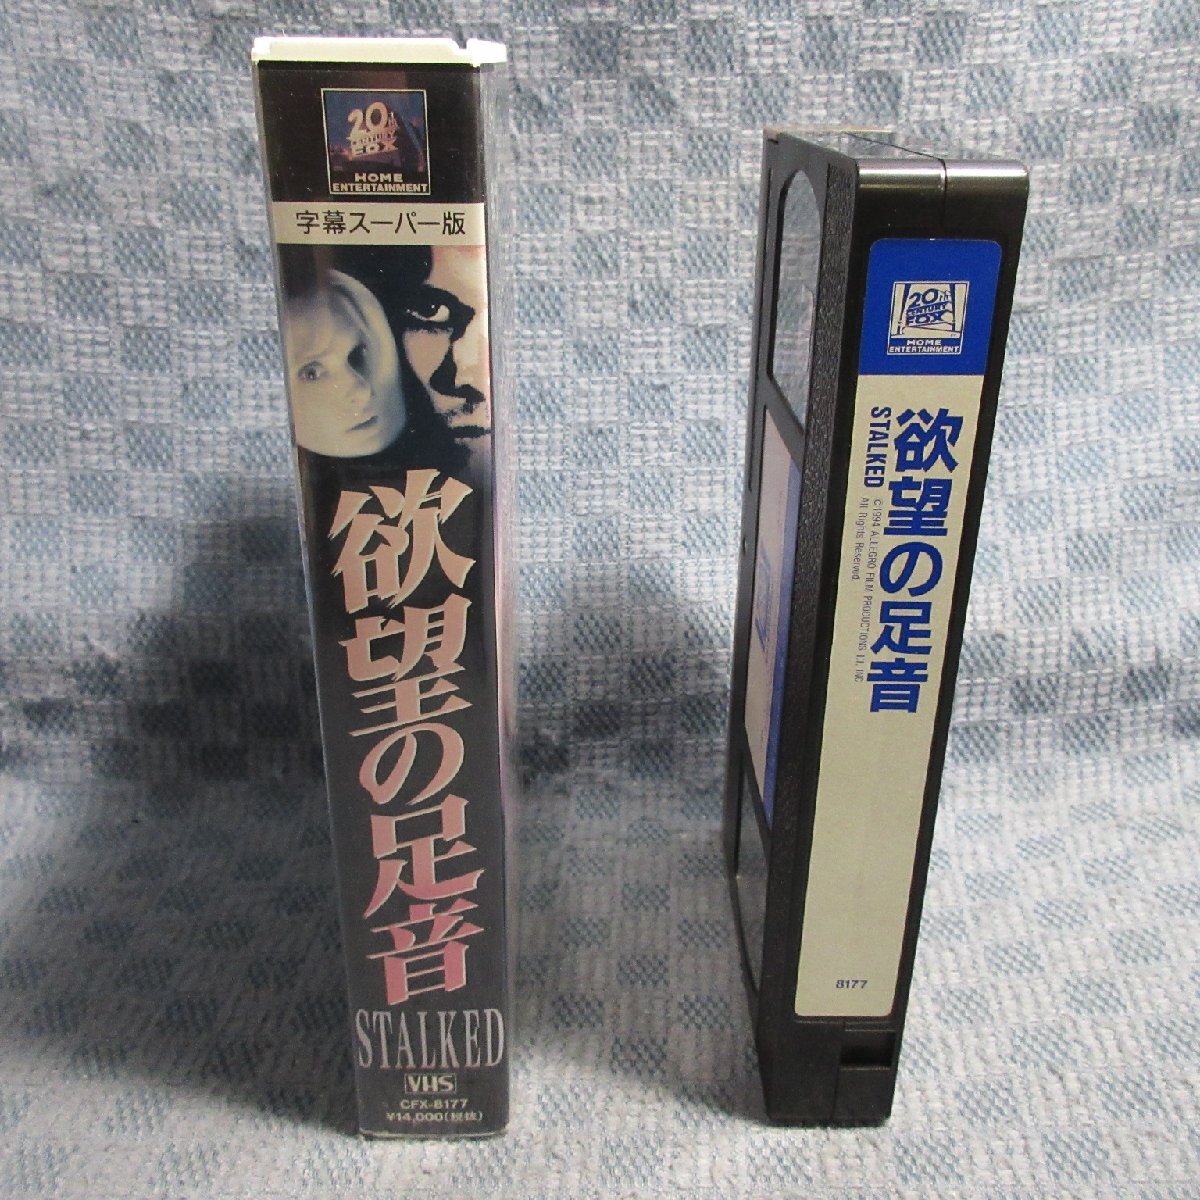 20th
CENTURY
FOX
HOME
ENTERTAINMENT
字幕スーパー版
欲望の足音
STALKED
VHS
CFX-8177
¥14,000(税抜)
20th
CENTURY
FOX
HOME
ENTERTAINMENT
欲望の足音
STALKED
©1994 ALLEGRO FILM PRODUCTIONS III, INC
All Rights Reserved.
8177